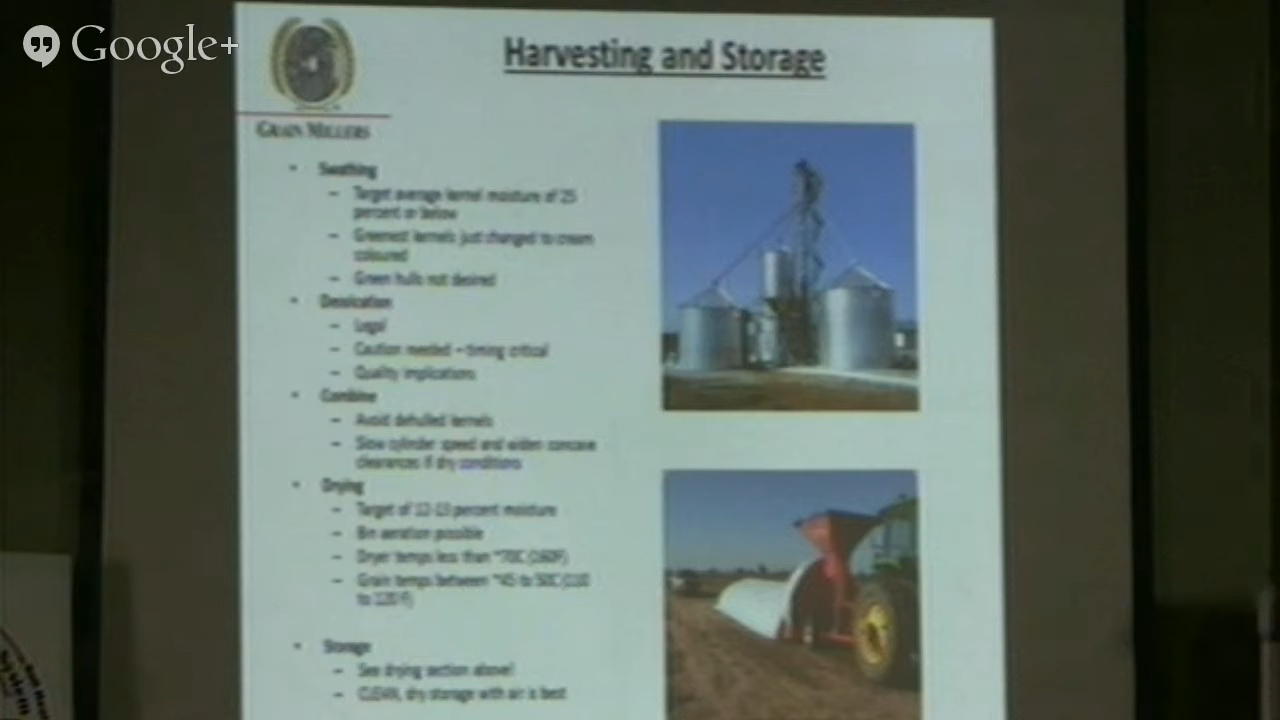 Google+
Harvesting and Storage
GRAIN MILLERS
• Swathing
– Target average kernel moisture of 25
percent or below
– Greenest kernels just changed to cream
coloured
– Green hulls not desired
• Dessication
– Legal
– Caution needed – timing critical
– Quality implications
• Combine
– Avoid dehulled kernels
– Slow cylinder speed and widen concave
clearances if dry conditions
• Drying
– Target of 12-13 percent moisture
– Bin aeration possible
– Dryer temps less than ~70C (160F)
– Grain temps between ~45 to 50C (110
to 120 F)
• Storage
– See drying section above!
– CLEAN, dry storage with air is best
System